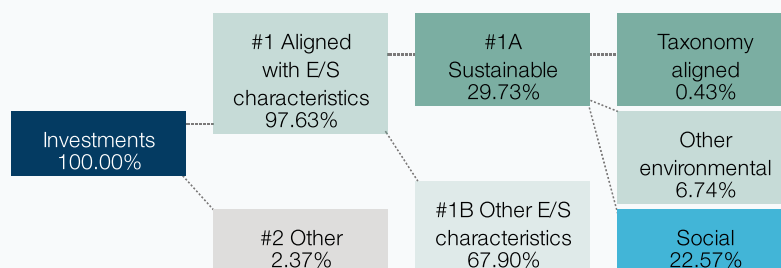 Investments
100.00%
#1 Aligned
with E/S
characteristics
97.63%
#2 Other
2.37%
#1A
Sustainable
29.73%
#1B Other E/S
characteristics
67.90%
Taxonomy
aligned
0.43%
Other
environmental
6.74%
Social
22.57%